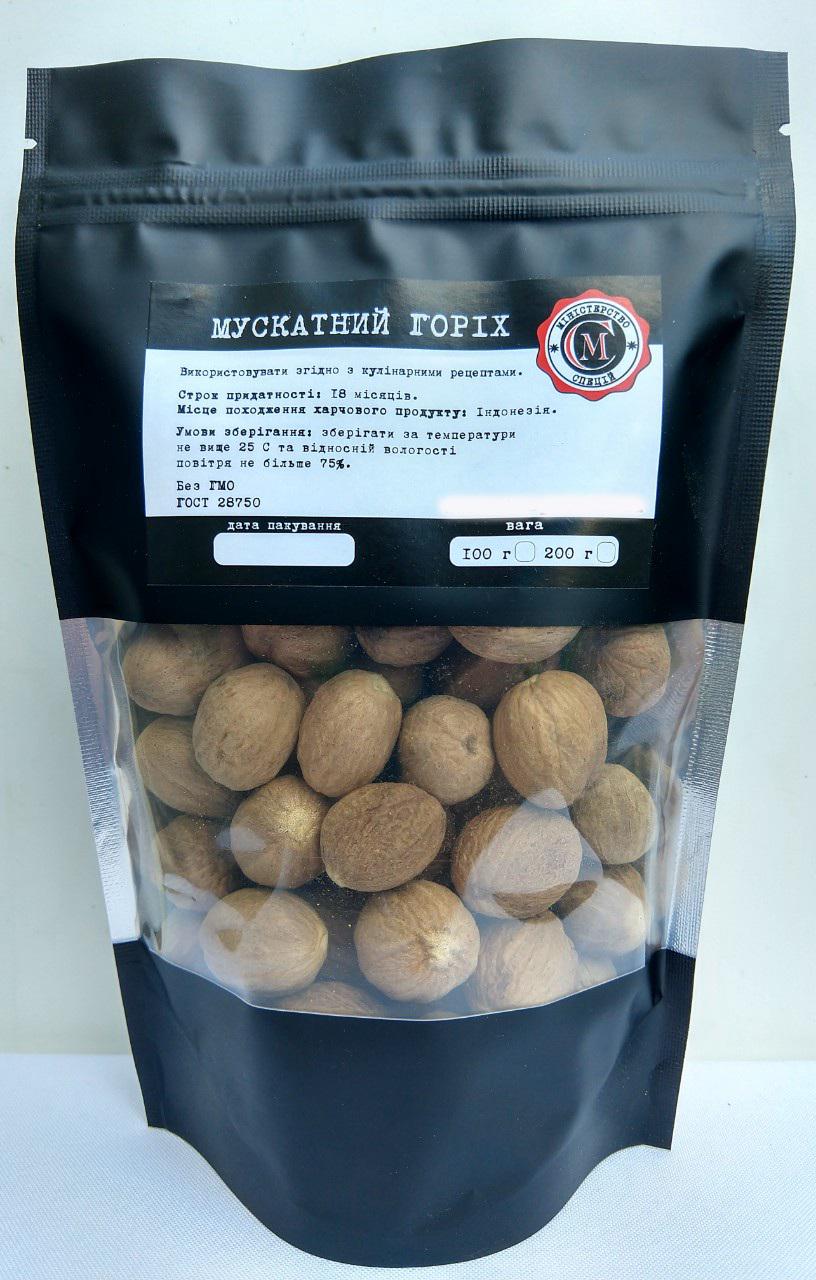 МУСКАТНИЙ ГОРІХ
МІНІСТЕРСТВО
СМ
СПЕЦІЙ
Використовувати згідно з кулінарними рецептами.
Строк придатності: 18 місяців.
Місце походження харчового продукту: Індонезія.
Умови зберігання: зберігати за температури
не вище 25 С та відносній вологості
повітря не більше 75%.
Без ГМО
ГОСТ 28750
дата пакування
вага
100 г 200 г